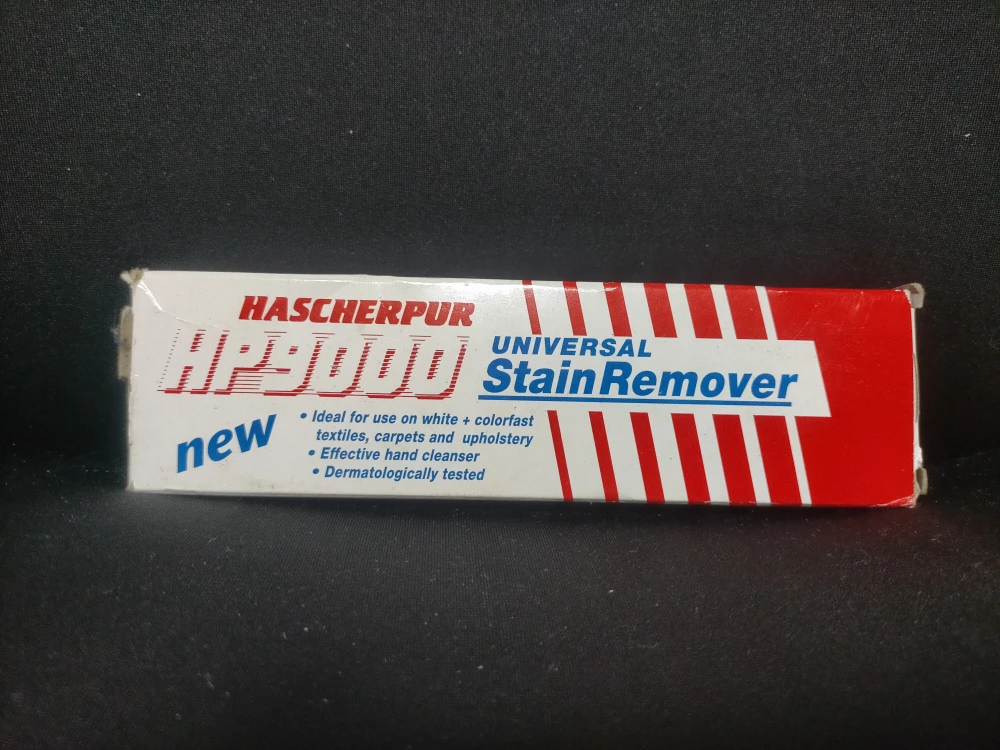 HASCHERPUR
HP9000
UNIVERSAL
StainRemover
new
• Ideal for use on white + colorfast
textiles, carpets and upholstery
• Effective hand cleanser
• Dermatologically tested